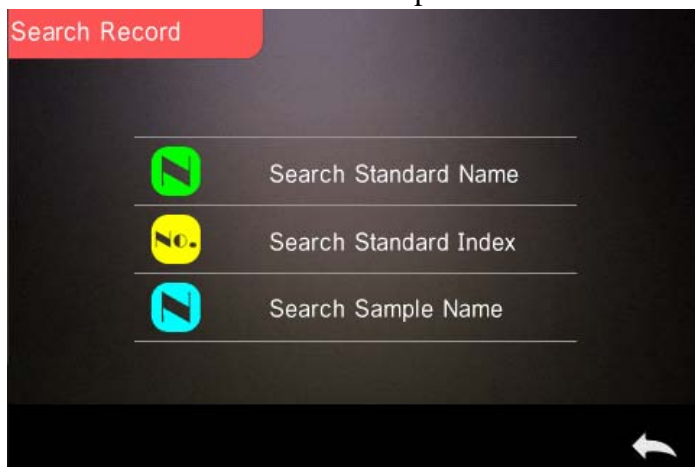 Search Record
N
Search Standard Name
No.
Search Standard Index
N
Search Sample Name